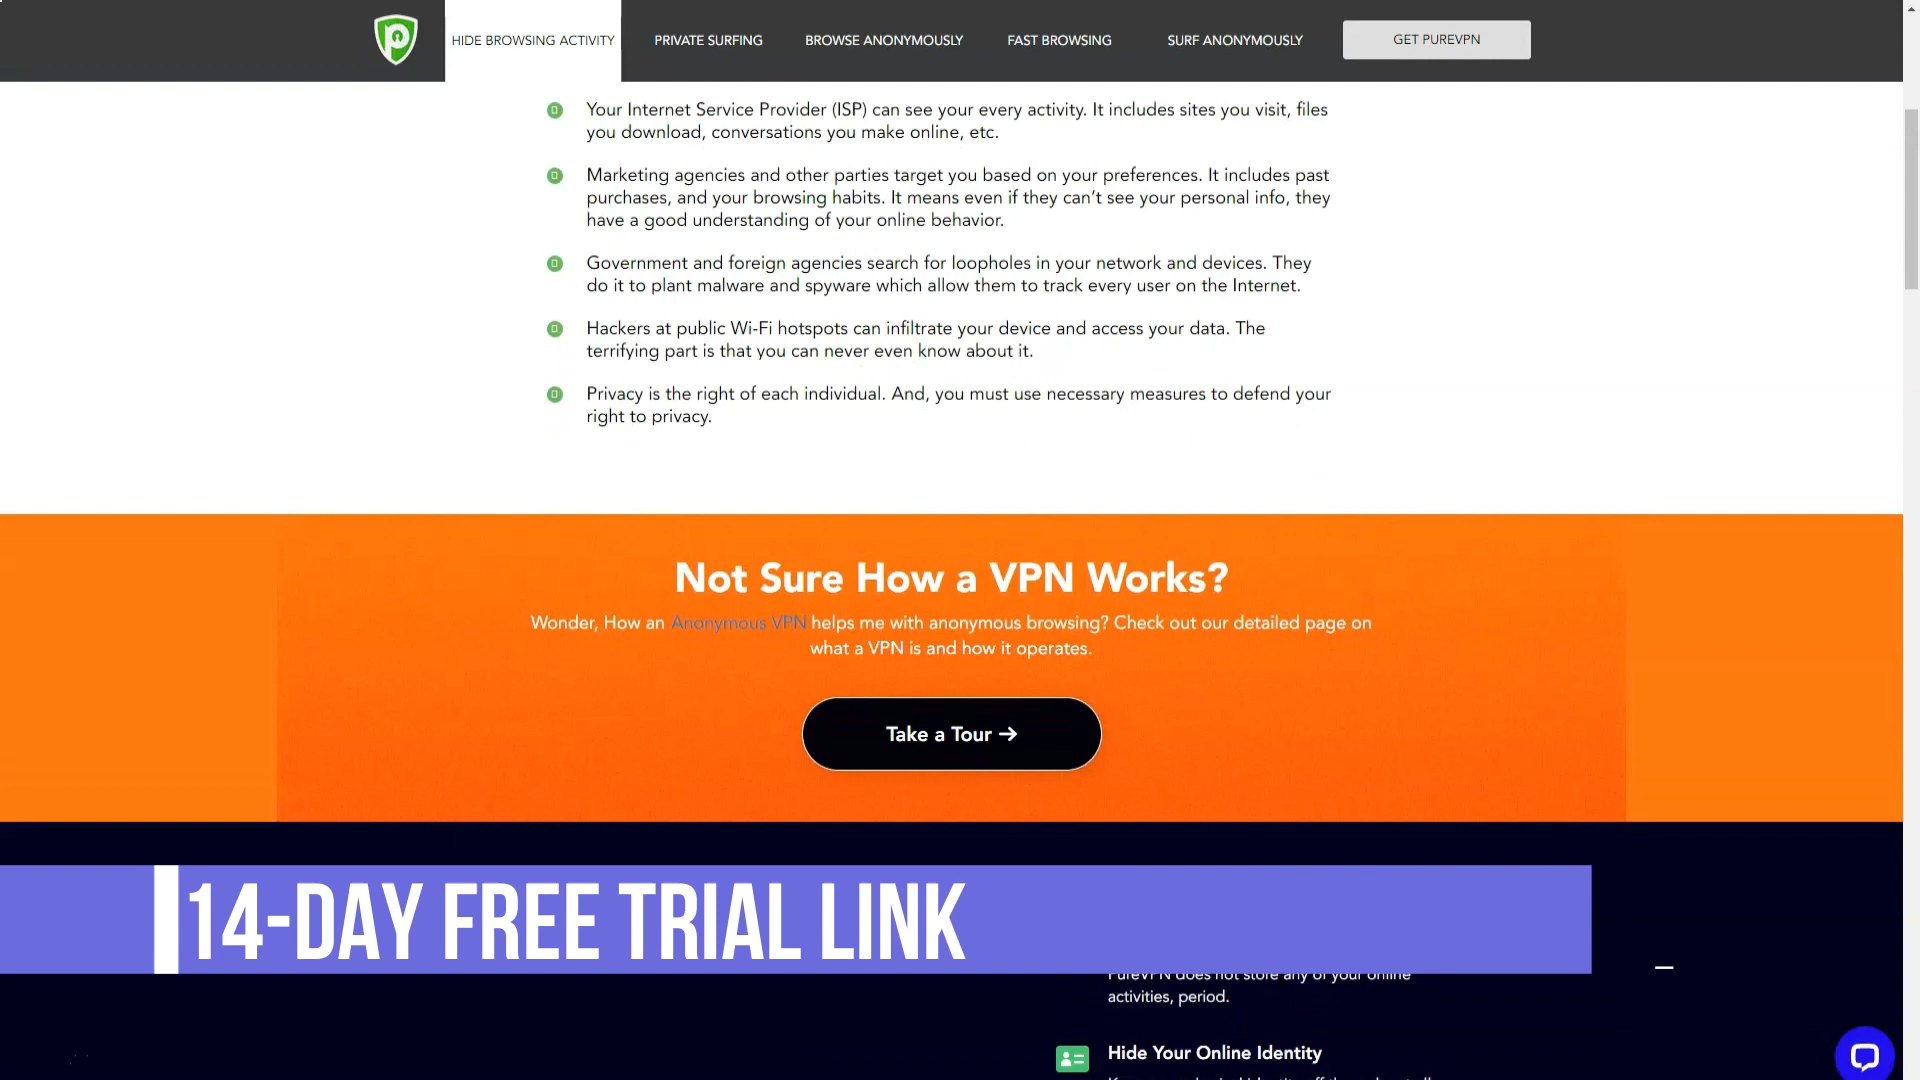 HIDE BROWSING ACTIVITY
PRIVATE SURFING
BROWSE ANONYMOUSLY
FAST BROWSING
SURF ANONYMOUSLY
GET PUREVPN
Your Internet Service Provider (ISP) can see your every activity. It includes sites you visit, files
you download, conversations you make online, etc.
Marketing agencies and other parties target you based on your preferences. It includes past
purchases, and your browsing habits. It means even if they can't see your personal info, they
have a good understanding of your online behavior.
Government and foreign agencies search for loopholes in your network and devices. They
do it to plant malware and spyware which allow them to track every user on the Internet.
Hackers at public Wi-Fi hotspots can infiltrate your device and access your data. The
terrifying part is that you can never even know about it.
Privacy is the right of each individual. And, you must use necessary measures to defend your
right to privacy.
Not Sure How a VPN Works?
Wonder, How an Anonymous VPN helps me with anonymous browsing? Check out our detailed page on
what a VPN is and how it operates.
Take a Tour →
14-DAY FREE TRIAL LINK
PureVPN does not store any of your online
activities, period.
Hide Your Online Identity